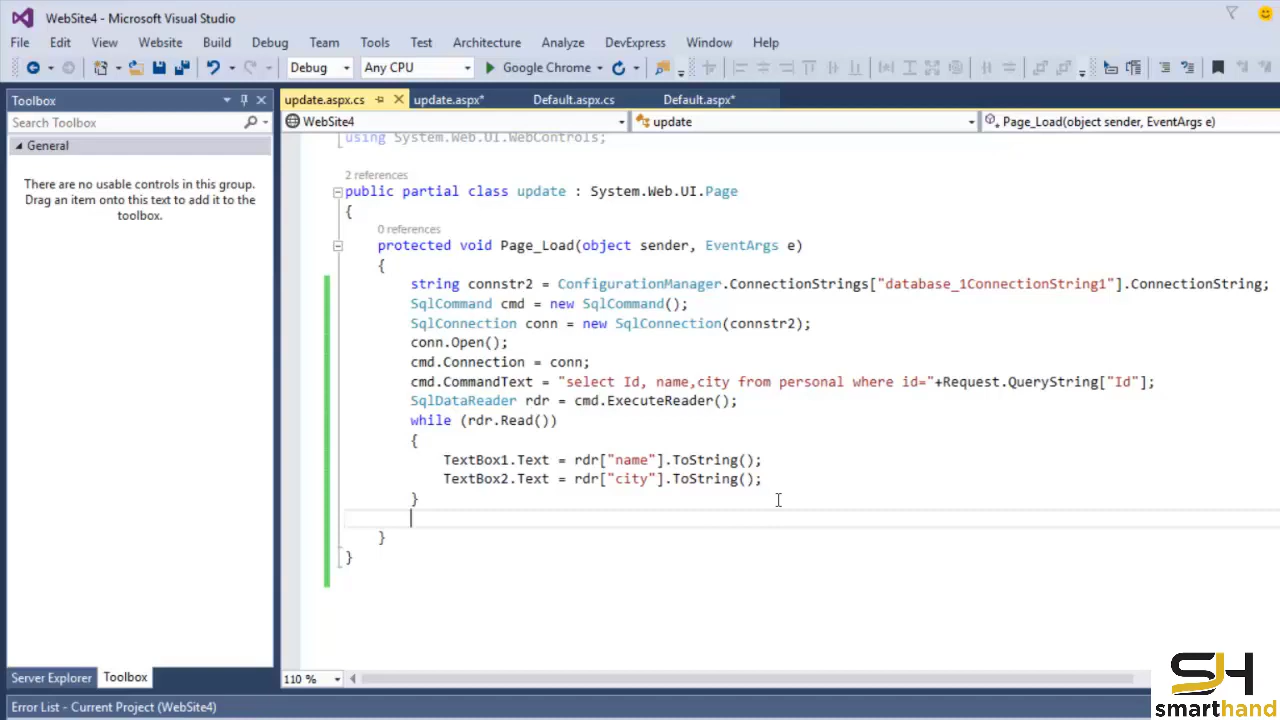 WebSite4 - Microsoft Visual Studio
File Edit View Website Build Debug Team Tools Test Architecture Analyze DevExpress Window Help
Debug Any CPU Google Chrome
Toolbox
update.aspx.cs update.aspx* Default.aspx.cs Default.aspx*
Search Toolbox
WebSite4 update Page_Load(object sender, EventArgs e)
General
There are no usable controls in this group.
Drag an item onto this text to add it to the
toolbox.
using System.Web.UI.WebControls;
2 references
public partial class update : System.Web.UI.Page
{
0 references
protected void Page_Load(object sender, EventArgs e)
{
string connstr2 = ConfigurationManager.ConnectionStrings["database_1ConnectionString1"].ConnectionString;
SqlCommand cmd = new SqlCommand();
SqlConnection conn = new SqlConnection(connstr2);
conn.Open();
cmd.Connection = conn;
cmd.CommandText = "select Id, name,city from personal where id="+Request.QueryString["Id"];
SqlDataReader rdr = cmd.ExecuteReader();
while (rdr.Read())
{
TextBox1.Text = rdr["name"].ToString();
TextBox2.Text = rdr["city"].ToString();
}
}
}
Server Explorer Toolbox
110 %
Error List - Current Project (WebSite4)
SH
smarthand